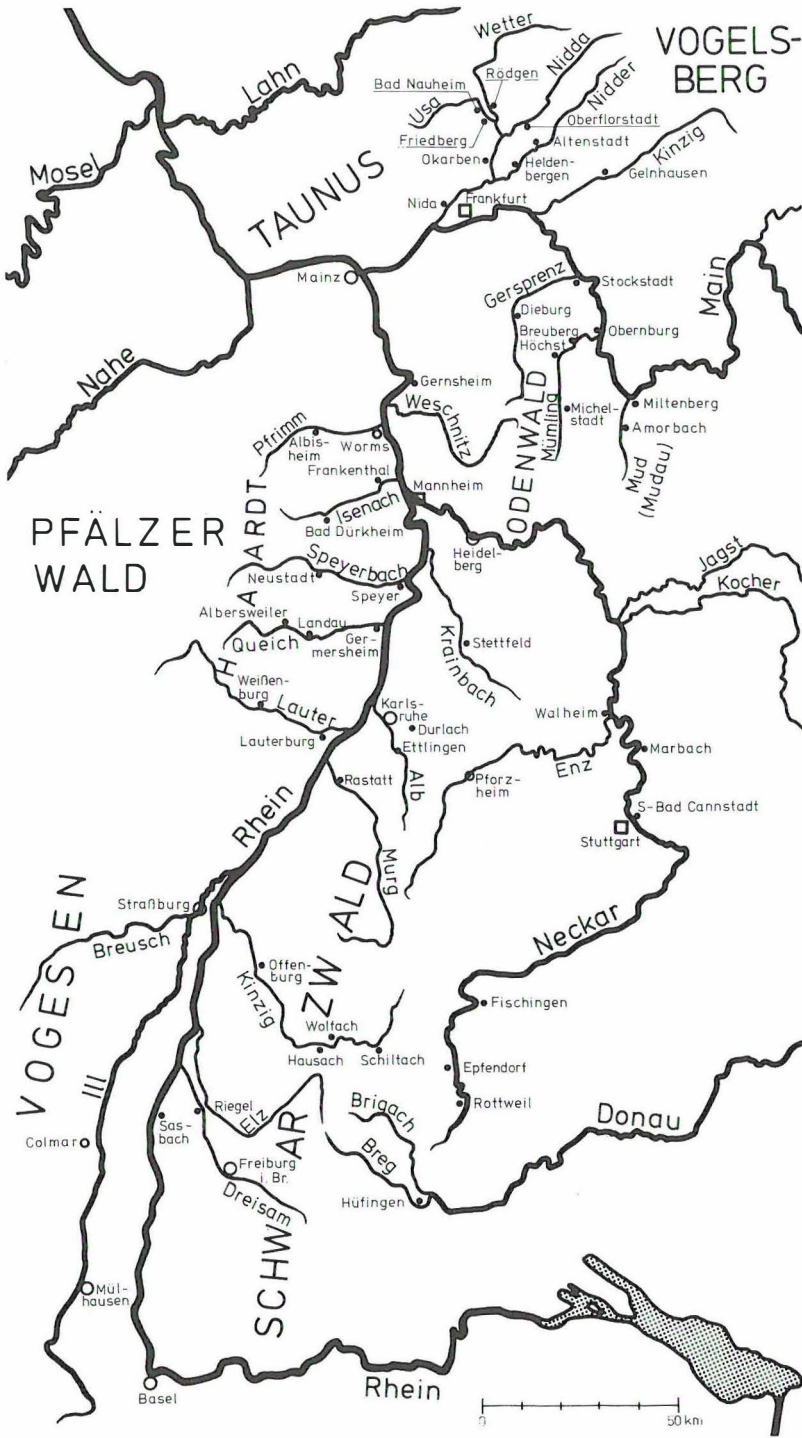 VOGELS-
BERG
Wetter
Nidda
Rödgen
Bad Nauheim
Usa
Nidder
Lahn
Oberflorstadt
Friedberg
Altenstadt
Okarben
Helden-
bergen
Kinzig
Gelnhausen
Mosel
TAUNUS
Nida
Frankfurt
Mainz
Gersprenz
Stockstadt
Main
Dieburg
Breuberg
Höchst
Obernburg
Nahe
Gernsheim
Weschnitz
ODENWALD
Mümling
Michel-
stadt
Miltenberg
Amorbach
Mud
(Mudau)
Pfrimm
Albis-
heim
Worms
Frankenthal
Mannheim
Isenach
Bad Dürkheim
PFÄLZER
WALD
HAARDT
Heidel-
berg
Jagst
Kocher
Speyerbach
Neustadt
Speyer
Albersweiler
Landau
Queich
Ger-
mersheim
Krainbach
Stettfeld
Weißen-
burg
Lauter
Lauterburg
Karls-
ruhe
Durlach
Ettlingen
Alb
Walheim
Marbach
Enz
Pforz-
heim
Rastatt
Murg
S-Bad Cannstadt
Stuttgart
Rhein
Straßburg
Breusch
VOGESEN
Neckar
Offen-
burg
Kinzig
Wolfach
Hausach
Schiltach
Fischingen
Epfendorf
Rottweil
Ill
Riegel
Elz
Sas-
bach
Brigach
Breg
Donau
Colmar
Freiburg
i. Br.
Dreisam
Hüfingen
SCHWARZWALD
Mül-
hausen
Basel
Rhein
0 50 km